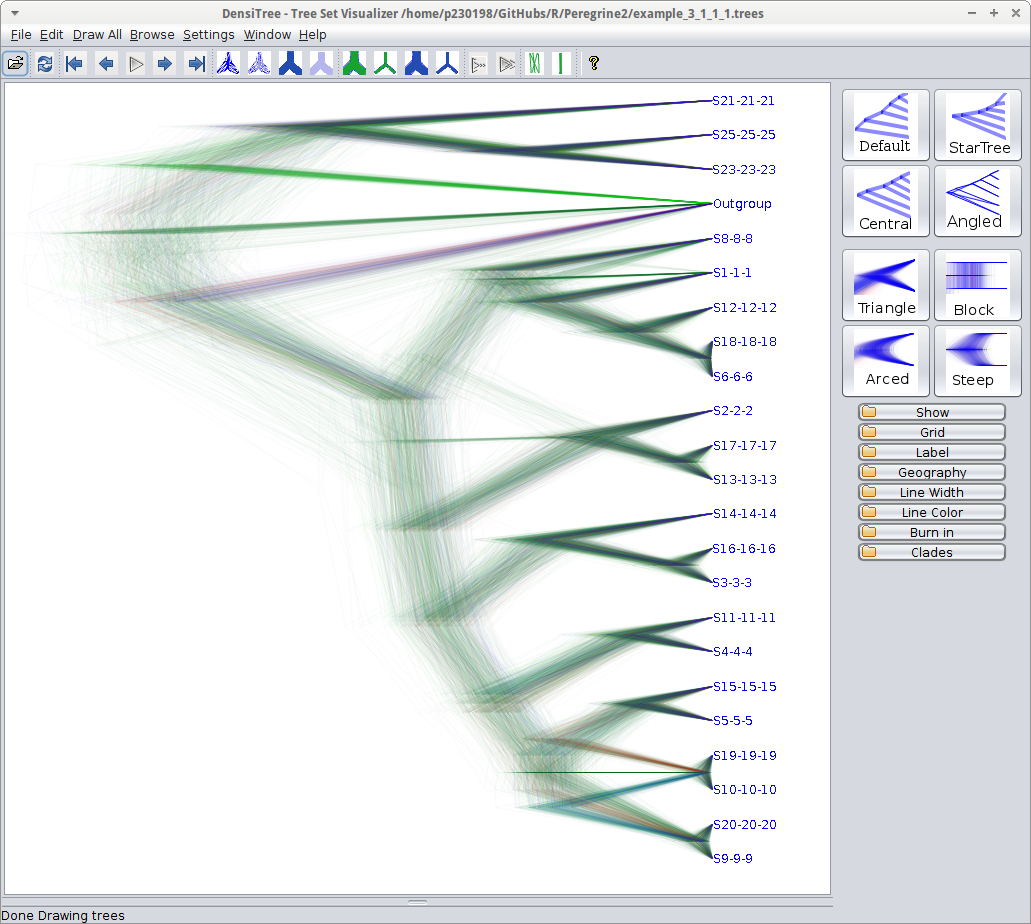 DensiTree - Tree Set Visualizer /home/p230198/GitHubs/R/Peregrine2/example_3_1_1_1.trees
File Edit Draw All Browse Settings Window Help
?
S21-21-21
S25-25-25
S23-23-23
Outgroup
S8-8-8
S1-1-1
S12-12-12
S18-18-18
S6-6-6
S2-2-2
S17-17-17
S13-13-13
S14-14-14
S16-16-16
S3-3-3
S11-11-11
S4-4-4
S15-15-15
S5-5-5
S19-19-19
S10-10-10
S20-20-20
S9-9-9
Default StarTree
Central Angled
Triangle Block
Arced Steep
Show
Grid
Label
Geography
Line Width
Line Color
Burn in
Clades
Done Drawing trees